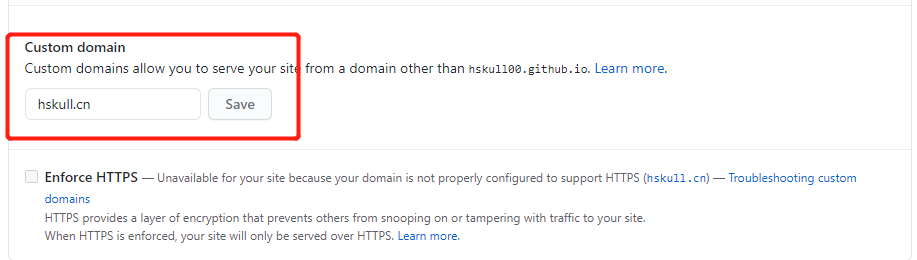 Custom domain
Custom domains allow you to serve your site from a domain other than hskull00.github.io. Learn more.
hskull.cn Save
Enforce HTTPS — Unavailable for your site because your domain is not properly configured to support HTTPS (hskull.cn) — Troubleshooting custom
domains
HTTPS provides a layer of encryption that prevents others from snooping on or tampering with traffic to your site.
When HTTPS is enforced, your site will only be served over HTTPS. Learn more.